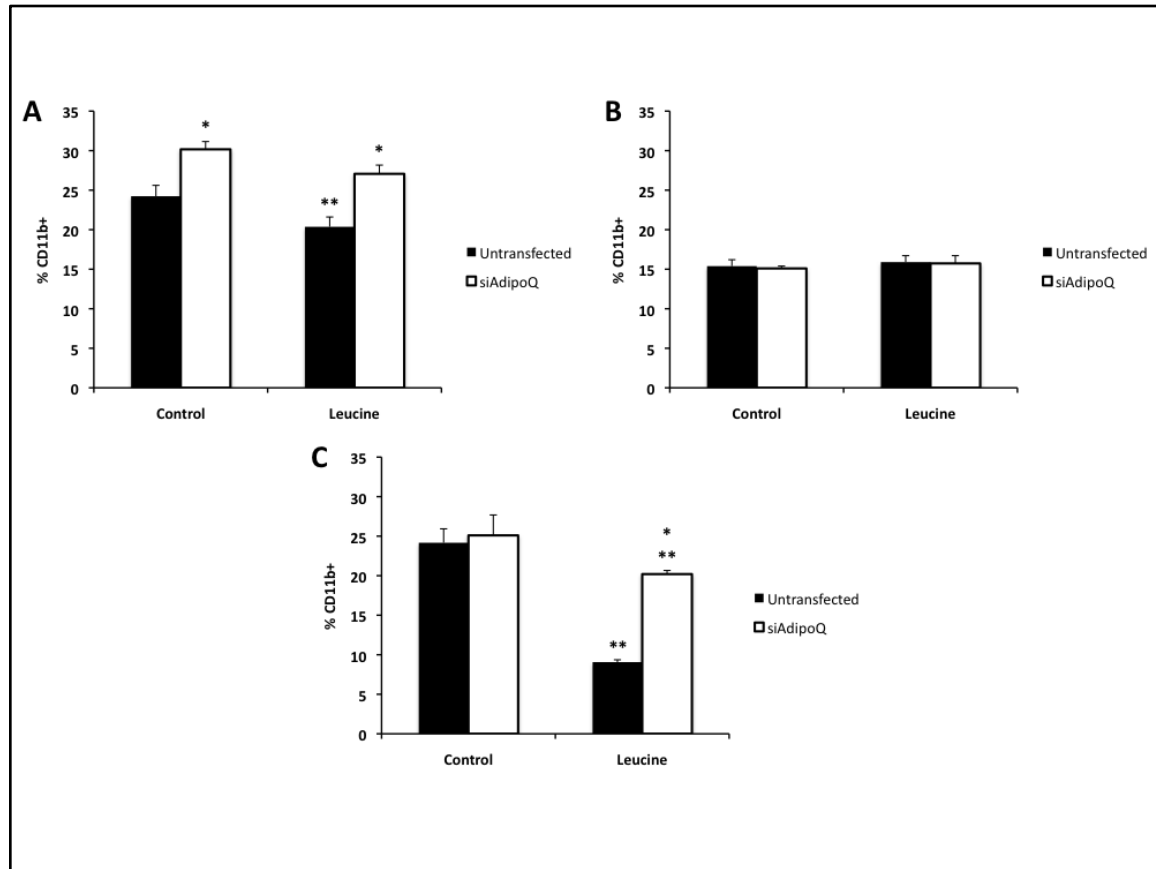 A
35
30
25
20
15
10
5
0
% CD11b+
*
**
*
Control
Leucine
Untransfected
siAdipoQ
B
35
30
25
20
15
10
5
0
% CD11b+
Control
Leucine
Untransfected
siAdipoQ
C
35
30
25
20
15
10
5
0
% CD11b+
**
*
**
Control
Leucine
Untransfected
siAdipoQ